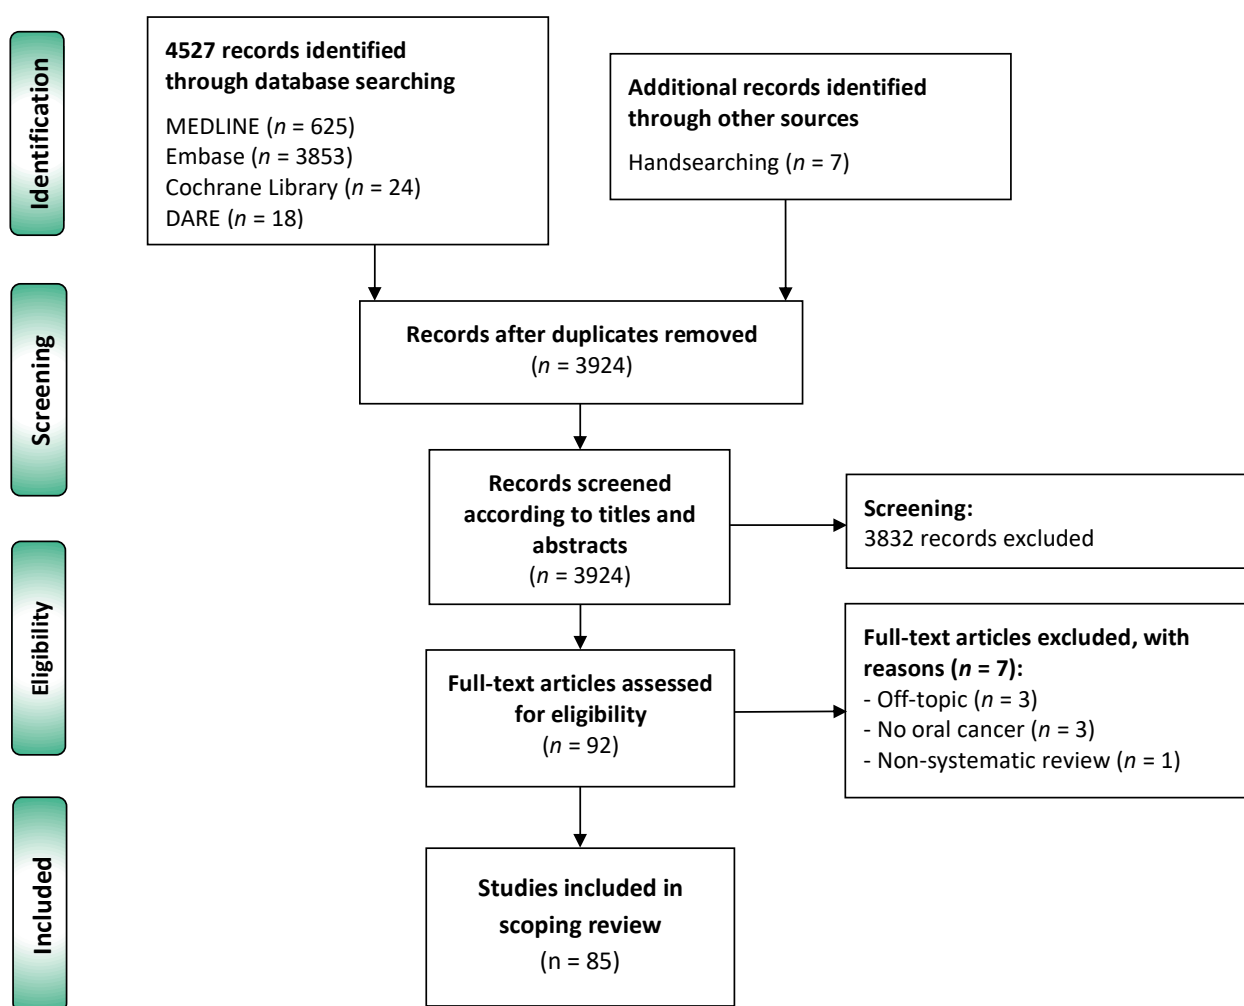 Identification
4527 records identified
through database searching
MEDLINE (n = 625)
Embase (n = 3853)
Cochrane Library (n = 24)
DARE (n = 18)
Additional records identified
through other sources
Handsearching (n = 7)
Screening
Records after duplicates removed
(n = 3924)
Records screened
according to titles and
abstracts
(n = 3924)
Screening:
3832 records excluded
Eligibility
Full-text articles assessed
for eligibility
(n = 92)
Full-text articles excluded, with
reasons (n = 7):
- Off-topic (n = 3)
- No oral cancer (n = 3)
- Non-systematic review (n = 1)
Included
Studies included in
scoping review
(n = 85)